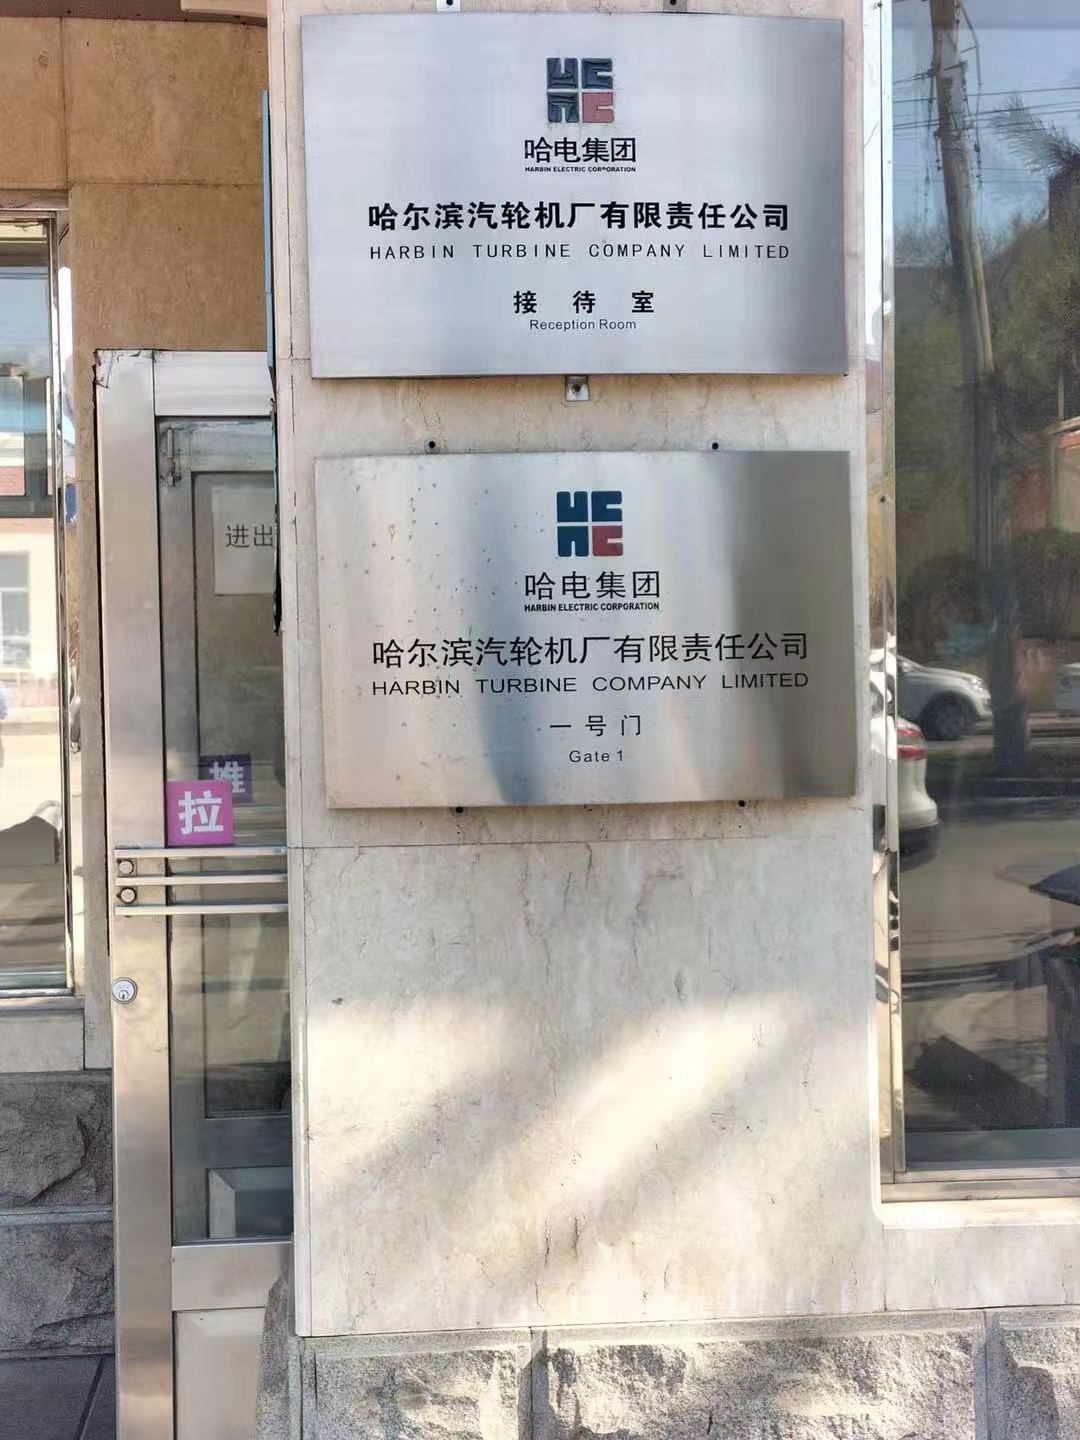 哈电集团
HARBIN ELECTRIC CORPORATION
哈尔滨汽轮机厂有限责任公司
HARBIN TURBINE COMPANY LIMITED
接待室
Reception Room
哈电集团
HARBIN ELECTRIC CORPORATION
哈尔滨汽轮机厂有限责任公司
HARBIN TURBINE COMPANY LIMITED
一号门
Gate 1
进出
推
拉